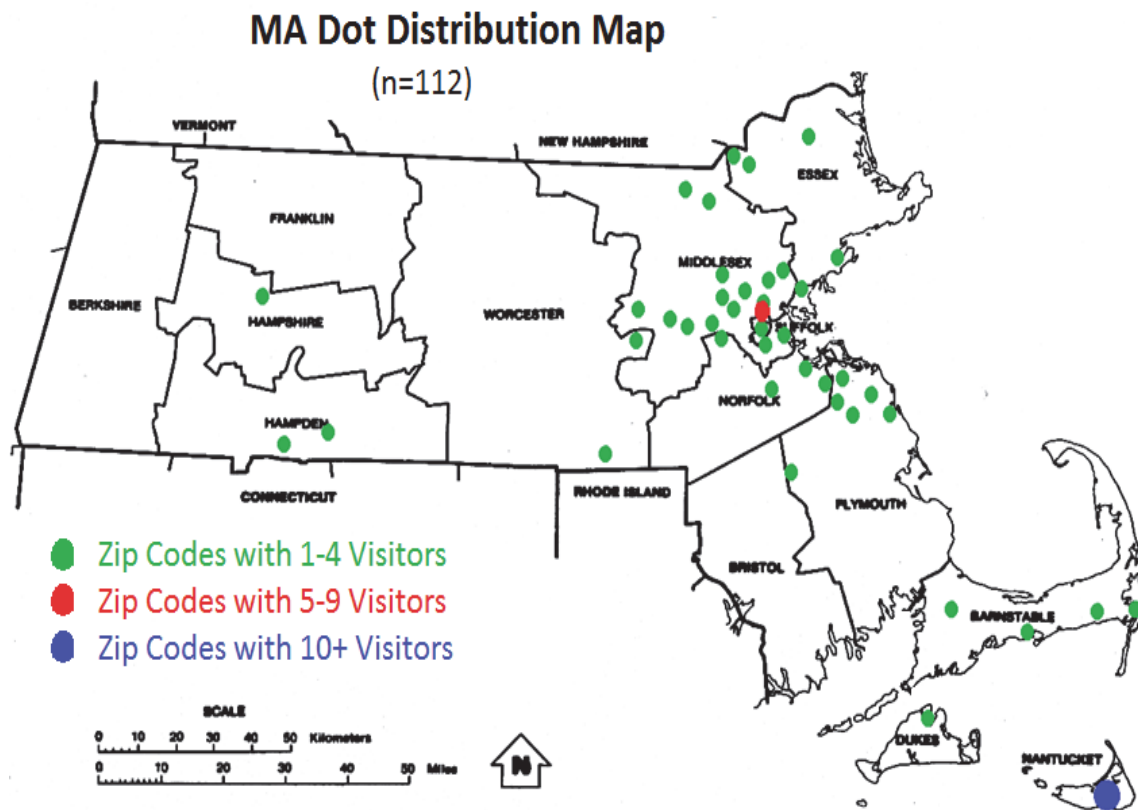 MA Dot Distribution Map
(n=112)
VERMONT
NEW HAMPSHIRE
ESSEX
FRANKLIN
MIDDLESEX
BERKSHIRE
HAMPSHIRE
WORCESTER
SUFFOLK
NORFOLK
HAMPDEN
CONNECTICUT
RHODE ISLAND
PLYMOUTH
BRISTOL
BARNSTABLE
DUKES
NANTUCKET
Zip Codes with 1-4 Visitors
Zip Codes with 5-9 Visitors
Zip Codes with 10+ Visitors
SCALE
0 10 20 30 40 50 Kilometers
0 10 20 30 40 50 Miles
N